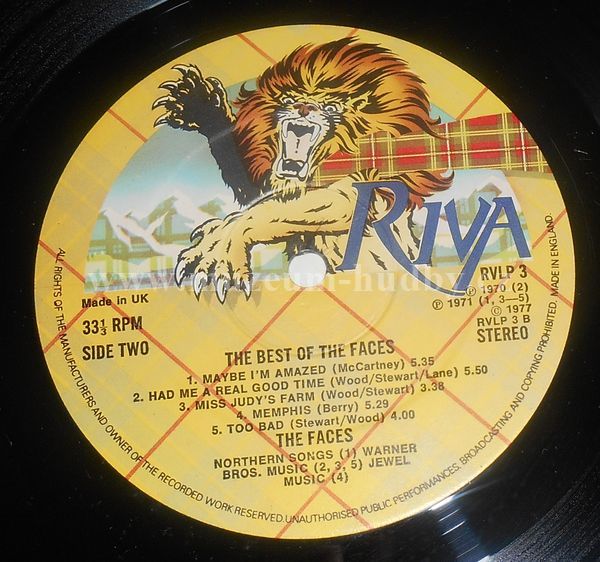 RIVA
www.muzeum-hudby.
Made in UK
33⅓ RPM
SIDE TWO
RVLP 3
℗ 1970 (2)
℗ 1971 (1, 3—5)
© 1977
RVLP 3 B
STEREO
THE BEST OF THE FACES
1. MAYBE I'M AMAZED (McCartney) 5.35
2. HAD ME A REAL GOOD TIME (Wood/Stewart/Lane) 5.50
3. MISS JUDY'S FARM (Wood/Stewart) 3.38
4. MEMPHIS (Berry) 5.29
5. TOO BAD (Stewart/Wood) 4.00
THE FACES
NORTHERN SONGS (1) WARNER
BROS. MUSIC (2, 3, 5) JEWEL
MUSIC (4)
ALL RIGHTS OF THE MANUFACTURERS AND OWNER OF THE RECORDED WORK RESERVED. UNAUTHORISED PUBLIC PERFORMANCES, BROADCASTING AND COPYING PROHIBITED. MADE IN ENGLAND.